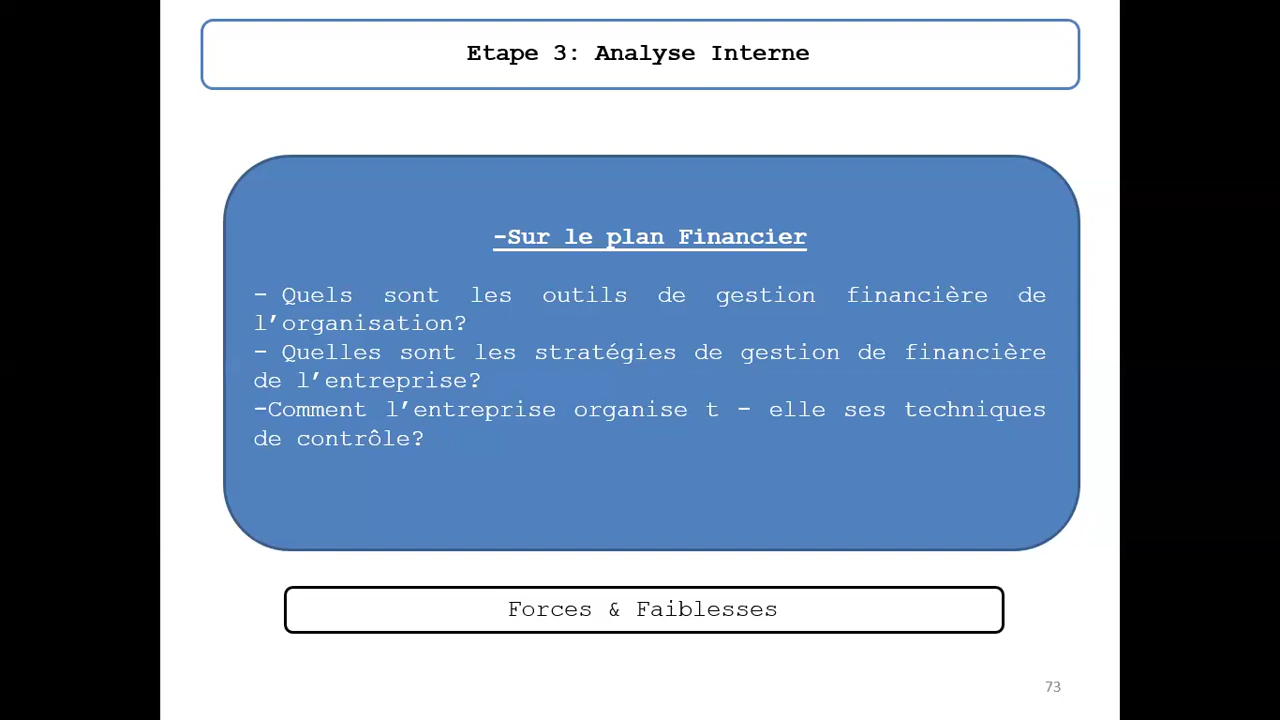 Etape 3: Analyse Interne
-Sur le plan Financier
- Quels sont les outils de gestion financière de
l’organisation?
- Quelles sont les stratégies de gestion de financière
de l’entreprise?
-Comment l’entreprise organise t - elle ses techniques
de contrôle?
Forces & Faiblesses
73